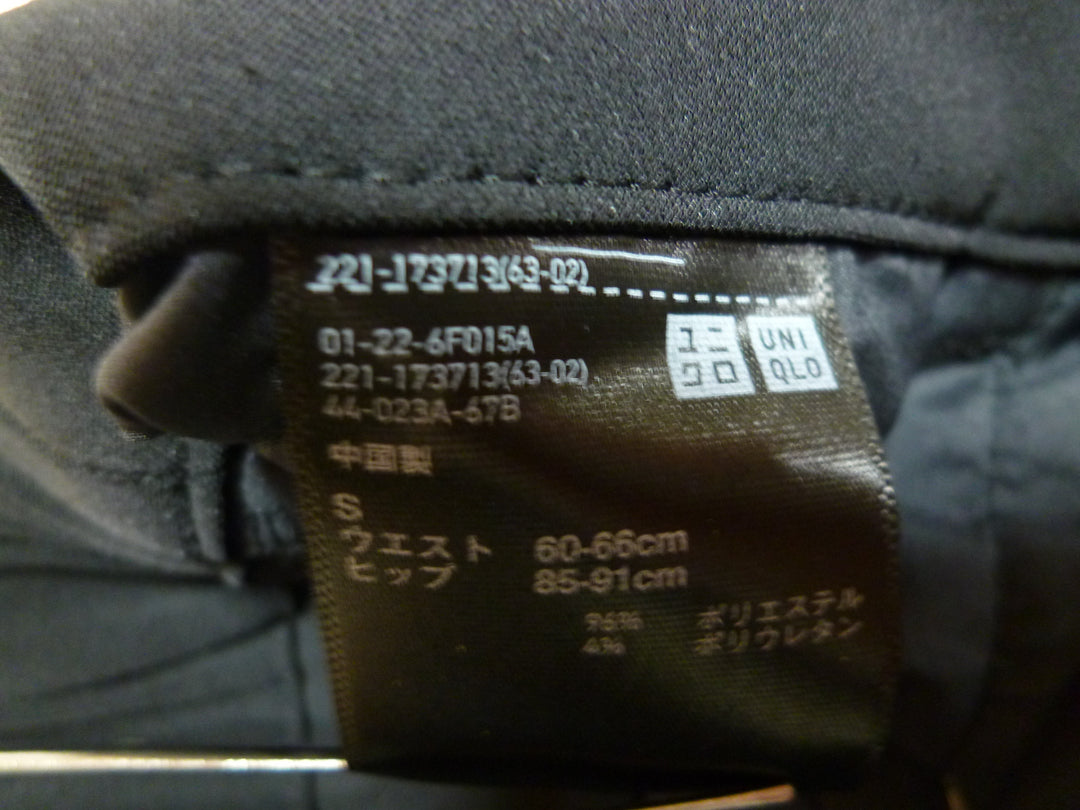 221-173713(63-02)
ユニ
クロ
UNI
QLO
01-22-6F015A
221-173713(63-02)
44-023A-67B
中国製
S
ウエスト 60-66cm
ヒップ 85-91cm
96% ポリエステル
4% ポリウレタン